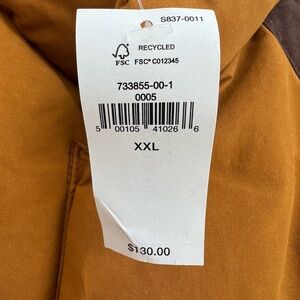 S837-0011
RECYCLED
FSC FSC® C012345
733855-00-1
0005
5 00105 41026 6
XXL
$130.00